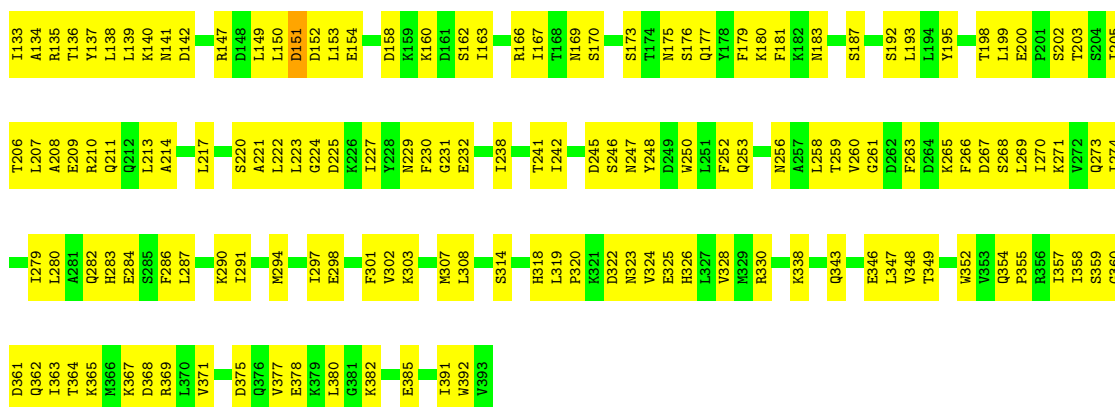 I133 A134 R135 T136 Y137 L138 L139 K140 N141 D142 R147 D148 L149 L150 D151 D152 L153 E154 D158 K159 K160 D161 S162 I163 R166 I167 T168 N169 S170 S173 T174 N175 S176 Q177 Y178 F179 K180 F181 K182 N183 S187 S192 L193 L194 Y195 T198 L199 E200 P201 S202 T203 S204
T206 L207 A208 E209 R210 Q211 Q212 L213 A214 L217 S220 A221 L222 L223 G224 D225 K226 I227 Y228 N229 F230 G231 E232 I238 T241 I242 D245 S246 N247 Y248 D249 W250 L251 F252 Q253 N256 A257 L258 T259 V260 G261 D262 F263 D264 K265 F266 D267 S268 L269 I270 K271 V272 Q273
I279 L280 A281 Q282 H283 E284 S285 F286 L287 K290 I291 M294 I297 E298 F301 V302 K303 M307 L308 S314 H318 L319 P320 K321 D322 N323 V324 E325 H326 L327 V328 M329 R330 K338 Q343 E346 L347 V348 T349 W352 V353 Q354 P355 R356 I357 I358 S359
D361 Q362 I363 T364 K365 M366 K367 D368 R369 L370 V371 D375 Q376 V377 E378 K379 L380 G381 K382 E385 I391 W392 V393